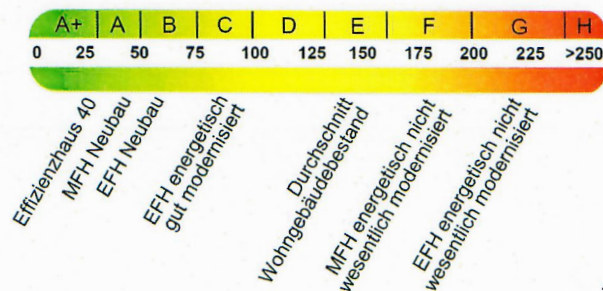 A+ A B C D E F G H
0 25 50 75 100 125 150 175 200 225 >250
Effizienzhaus 40
MFH Neubau
EFH Neubau
EFH energetisch
gut modernisiert
Durchschnitt
Wohngebäudebestand
MFH energetisch nicht
wesentlich modernisiert
EFH energetisch nicht
wesentlich modernisiert